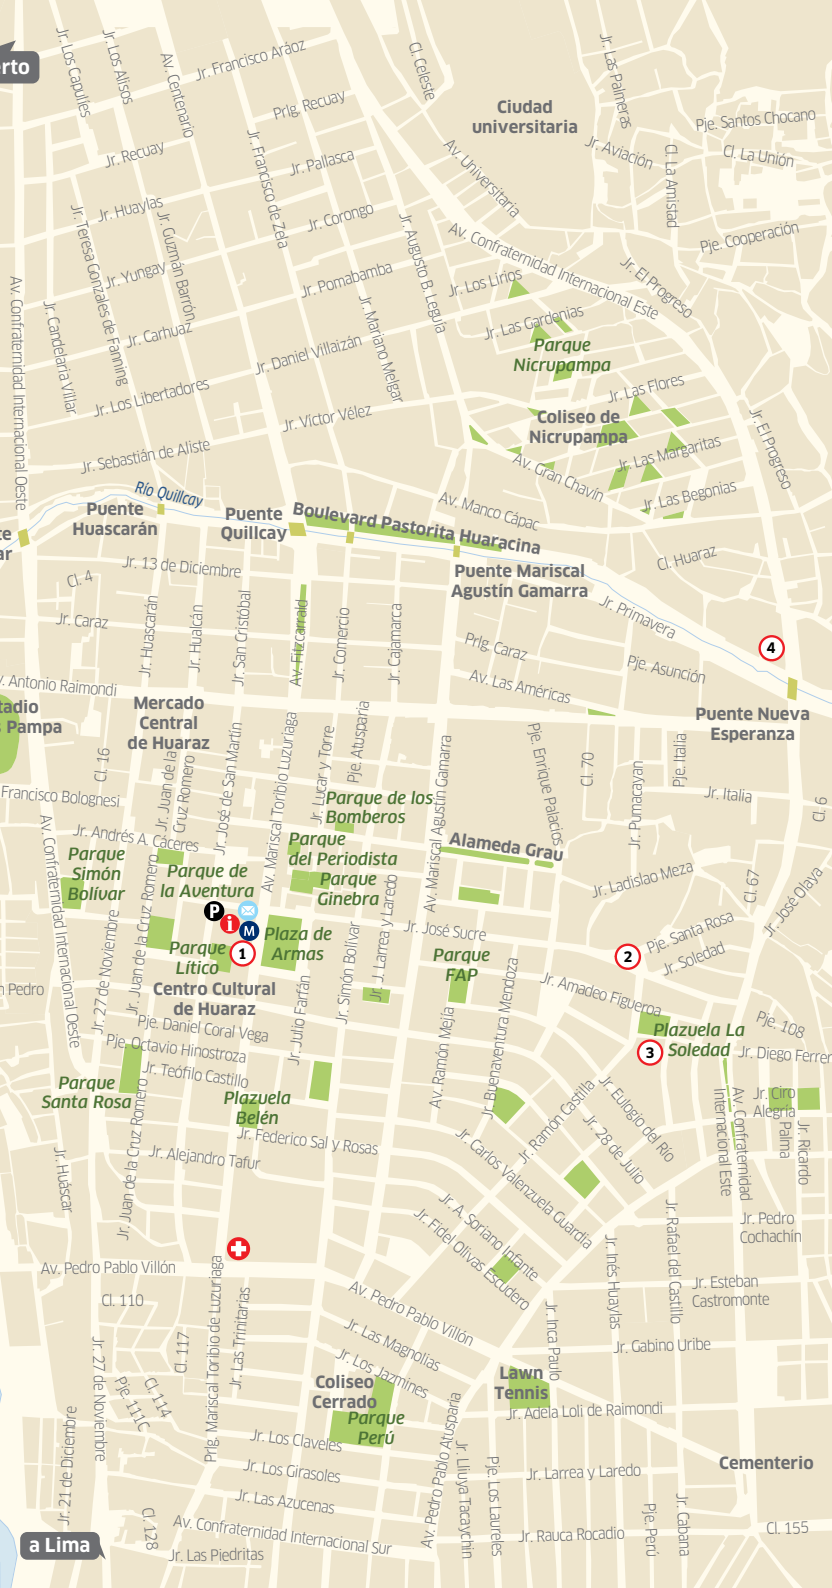 Jr. Los Capulles
Jr. Los Alisos
Av. Centenario
Jr. Francisco Aráoz
Cl. Celeste
Jr. Las Palmeras
rto
Prlg. Recuay
Ciudad
universitaria
Pje. Santos Chocano
Jr. Recuay
Jr. Francisco de Zela
Jr. Pallasca
Av. Universitaria
Jr. Aviación
Cl. La Amistad
Cl. La Unión
Jr. Huaylas
Jr. Guzmán Barrón
Jr. Teresa Gonzales de Fanning
Jr. Corongo
Jr. Augusto B. Leguía
Av. Confraternidad Internacional Este
Pje. Cooperación
Jr. Yungay
Jr. Pomabamba
Jr. Los Lirios
Jr. El Progreso
Av. Confraternidad Internacional Oeste
Jr. Candelaria Villar
Jr. Carhuaz
Jr. Mariano Melgar
Jr. Las Gardenias
Jr. Daniel Villaizán
Parque
Nicrupampa
Jr. Los Libertadores
Jr. Las Flores
Jr. Víctor Vélez
Coliseo de
Nicrupampa
Jr. El Progreso
Jr. Sebastián de Aliste
Jr. Las Margaritas
Av. Gran Chavín
Río Quillcay
Jr. Las Begonias
Puente
Huascarán
Puente
Quillcay
Boulevard Pastorita Huaracina
Av. Manco Cápac
te
ar
Jr. 13 de Diciembre
Puente Mariscal
Agustín Gamarra
Cl. Huaraz
Cl. 4
Jr. Primavera
Jr. Caraz
Jr. Huascarán
Jr. Hualcán
Jr. San Cristóbal
Av. Fitzcarrald
Jr. Comercio
Jr. Cajamarca
Prlg. Caraz
4
Pje. Asunción
Av. Las Américas
v. Antonio Raimondi
tadio
s Pampa
Mercado
Central
de Huaraz
Puente Nueva
Esperanza
Cl. 16
Jr. Juan de la
Cruz Romero
Jr. José de San Martín
Av. Mariscal Toribio Luzuriaga
Jr. Lucar y Torre
Pje. Atusparia
Av. Mariscal Agustín Gamarra
Pje. Enrique Palacios
Cl. 70
Jr. Pumacayan
Pje. Italia
Jr. Italia
Cl. 6
Francisco Bolognesi
Parque de los
Bomberos
Jr. Andrés A. Cáceres
Parque
del Periodista
Alameda Grau
Parque
Simón
Bolívar
Parque de
la Aventura
Parque
Ginebra
Jr. Ladislao Meza
Cl. 67
Jr. José Olaya
Av. Confraternidad Internacional Oeste
P
i
M
1
Plaza de
Armas
Jr. José Sucre
Pje. Santa Rosa
Jr. Soledad
2
Parque
Lítico
Parque
FAP
Jr. 27 de Noviembre
Jr. Juan de la Cruz Romero
Jr. Simón Bolívar
Jr. J. Larrea y Laredo
n Pedro
Centro Cultural
de Huaraz
Jr. Amadeo Figueroa
Pje. Daniel Coral Vega
Jr. Julio Farfán
Av. Ramón Mejía
Jr. Buenaventura Mendoza
Plazuela La
Soledad
Pje. 108
Pje. Octavio Hinostroza
3
Jr. Diego Ferrer
Jr. Teófilo Castillo
Parque
Santa Rosa
Plazuela
Belén
Jr. Ramón Castilla
Jr. Eulogio del Río
Jr. Ciro
Alegría
Jr. 28 de Julio
Av. Confraternidad
Internacional Este
Jr. Ricardo
Palma
Jr. Federico Sal y Rosas
Jr. Carlos Valenzuela Guardia
Jr. Huáscar
Jr. Juan de la Cruz Romero
Jr. Alejandro Tafur
Jr. A. Soriano Infante
Jr. Fidel Olivas Escudero
Jr. Rafael del Castillo
Jr. Pedro
Cochachín
Jr. Inés Huaylas
Av. Pedro Pablo Villón
Prlg. Mariscal Toribio de Luzuriaga
Jr. Las Trinitarias
Av. Pedro Pablo Villón
Jr. Esteban
Castromonte
Cl. 110
Jr. Inca Paulo
Jr. 27 de Noviembre
Cl. 117
Jr. Las Magnolias
Jr. Gabino Uribe
Pje. 111C
Cl. 114
Jr. Los Jazmines
Coliseo
Cerrado
Lawn
Tennis
Parque
Perú
Av. Pedro Pablo Atusparia
Jr. Adela Loli de Raimondi
Jr. 21 de Diciembre
Jr. Los Claveles
Jr. Lliuya Tacaychin
Pje. Los Laureles
Jr. Larrea y Laredo
Cementerio
Jr. Los Girasoles
Jr. Las Azucenas
Pje. Perú
Jr. Cabana
Cl. 128
Av. Confraternidad Internacional Sur
Jr. Rauca Rocadio
Cl. 155
a Lima
Jr. Las Piedritas